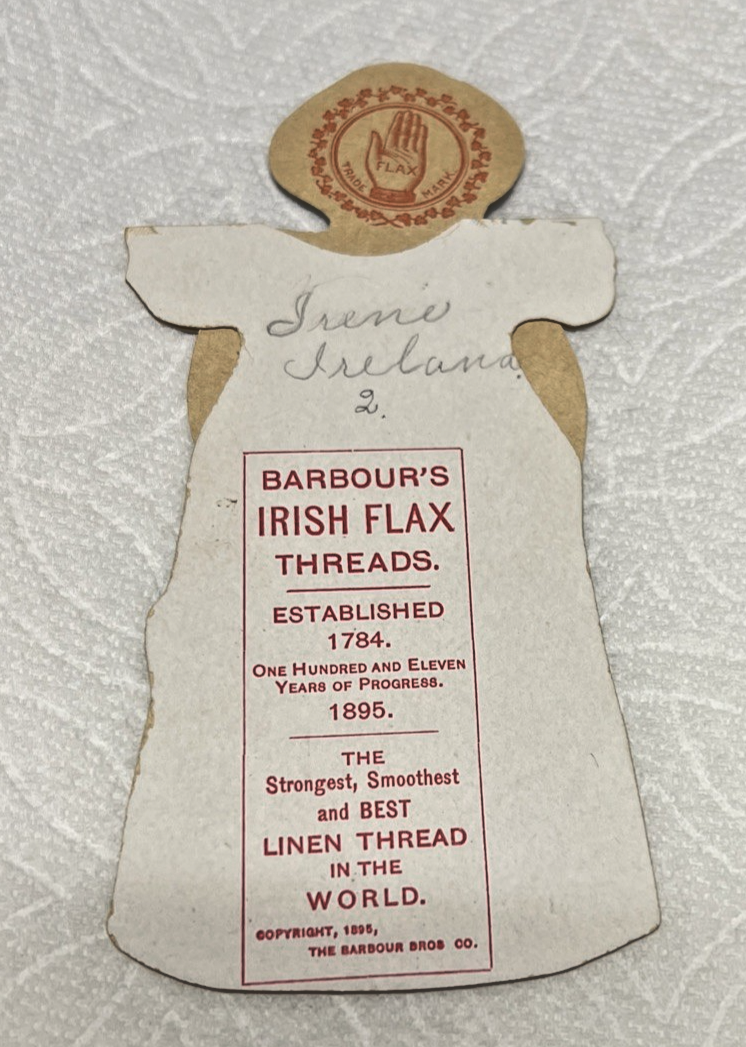 FLAX
TRADE MARK
Irene
Ireland.
2.
BARBOUR'S
IRISH FLAX
THREADS.
ESTABLISHED
1784.
ONE HUNDRED AND ELEVEN
YEARS OF PROGRESS.
1895.
THE
Strongest, Smoothest
and BEST
LINEN THREAD
IN THE
WORLD.
COPYRIGHT, 1895,
THE BARBOUR BROS CO.